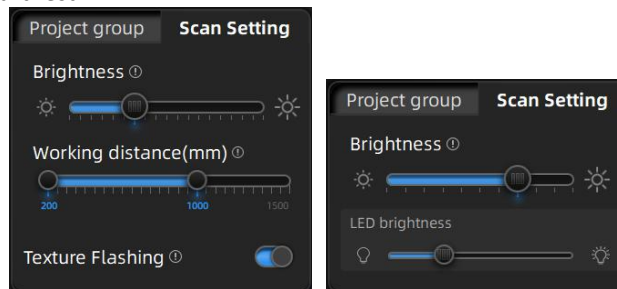 Project group Scan Setting
Brightness
Working distance(mm)
200 1000 1500
Texture Flashing
Project group Scan Setting
Brightness
LED brightness